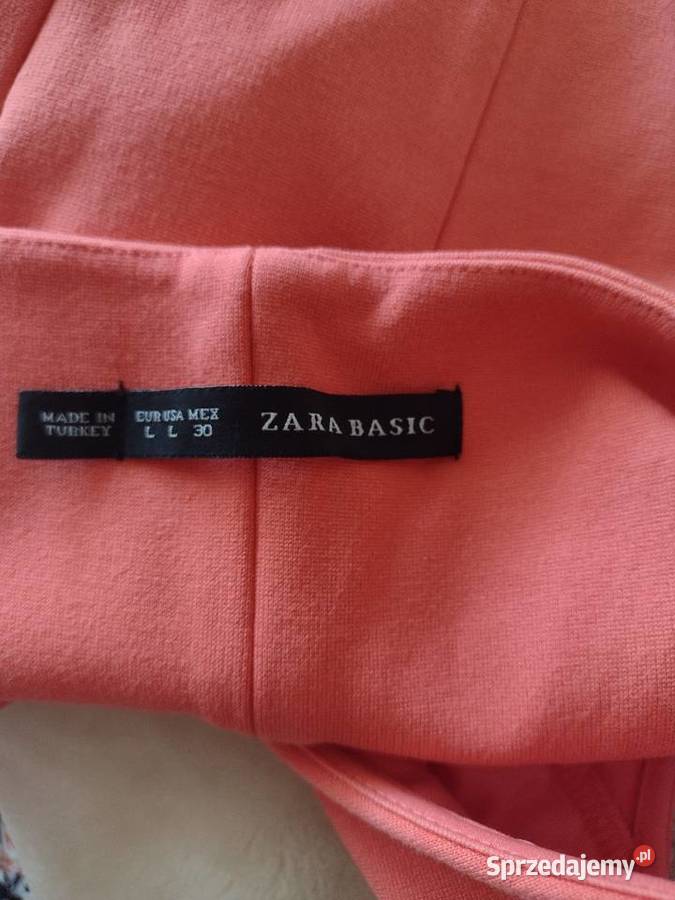 MADE IN
TURKEY
EUR USA MEX
L L 30
ZARA BASIC
Sprzedajemy.pl